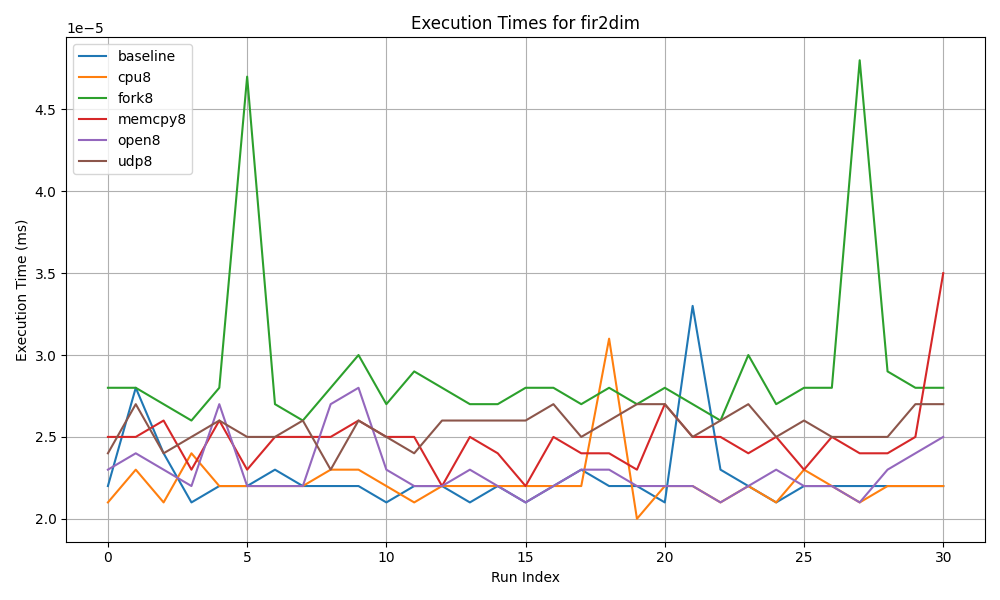 Execution Times for fir2dim
1e−5
baseline
cpu8
fork8
memcpy8
open8
udp8
4.5
4.0
3.5
3.0
2.5
2.0
Execution Time (ms)
0 5 10 15 20 25 30
Run Index